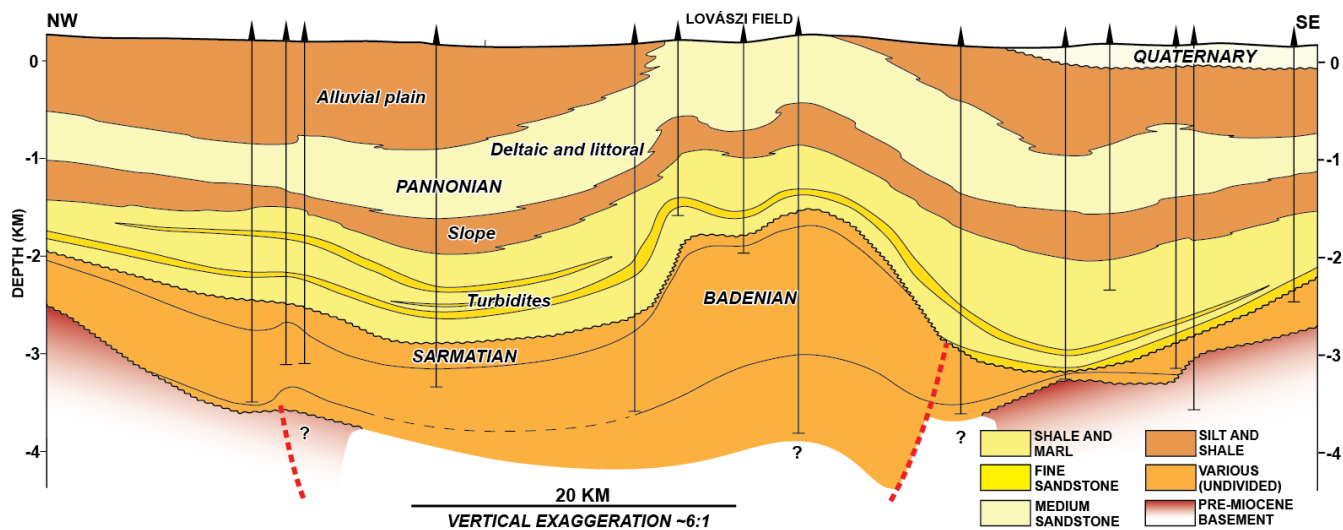 NW
LOVÁSZI FIELD
SE
QUATERNARY
0
0
Alluvial plain
-1
-1
Deltaic and littoral
PANNONIAN
Slope
DEPTH (KM)
-2
-2
Turbidites
BADENIAN
SARMATIAN
-3
-3
?
?
?
-4
-4
20 KM
VERTICAL EXAGGERATION ~6:1
SHALE AND
MARL
FINE
SANDSTONE
MEDIUM
SANDSTONE
SILT AND
SHALE
VARIOUS
(UNDIVIDED)
PRE-MIOCENE
BASEMENT